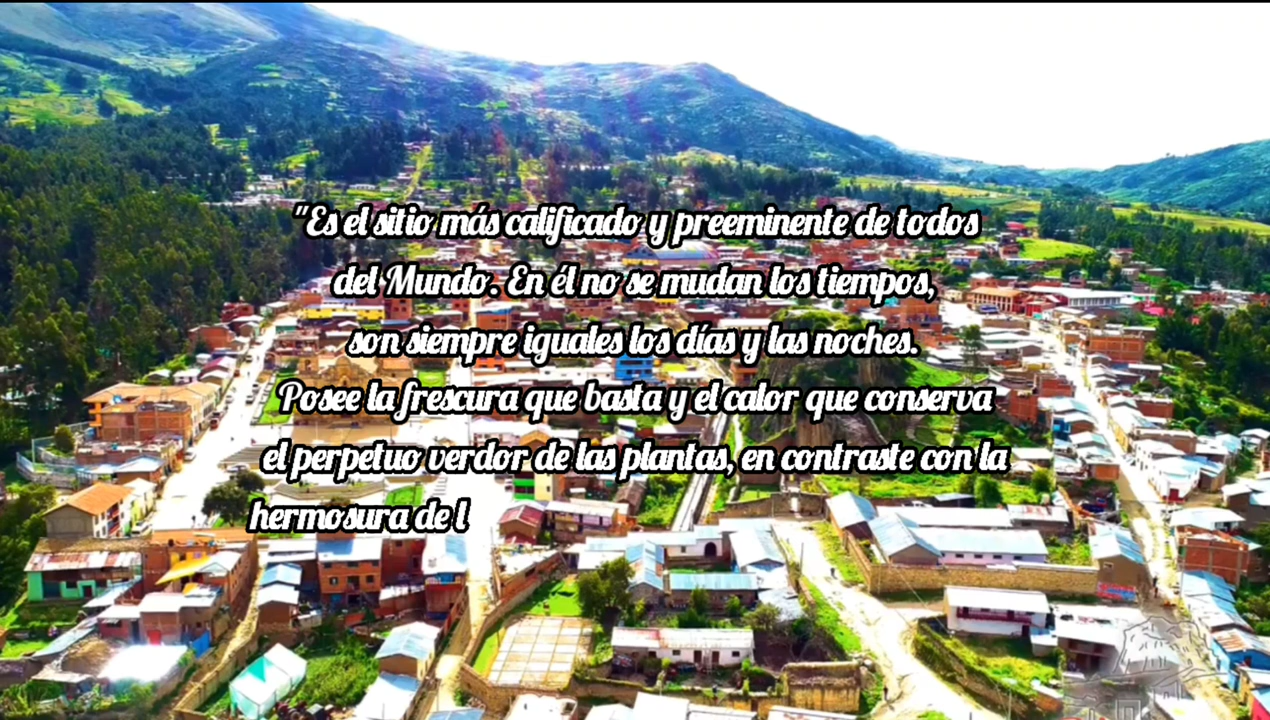 "Es el sitio más calificado y preeminente de todos
del Mundo. En él no se mudan los tiempos,
son siempre iguales los días y las noches.
Posee la frescura que basta y el calor que conserva
el perpetuo verdor de las plantas, en contraste con la
hermosura de l